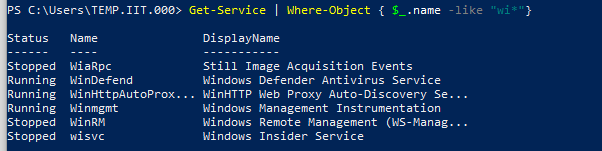 PS C:\Users\TEMP.IIT.000> Get-Service | Where-Object { $_.name -like "wi*"}
Status   Name               DisplayName
------   ----               -----------
Stopped  WiaRpc             Still Image Acquisition Events
Running  WinDefend          Windows Defender Antivirus Service
Running  WinHttpAutoProx... WinHTTP Web Proxy Auto-Discovery Se...
Running  Winmgmt            Windows Management Instrumentation
Stopped  WinRM              Windows Remote Management (WS-Manag...
Stopped  wisvc              Windows Insider Service